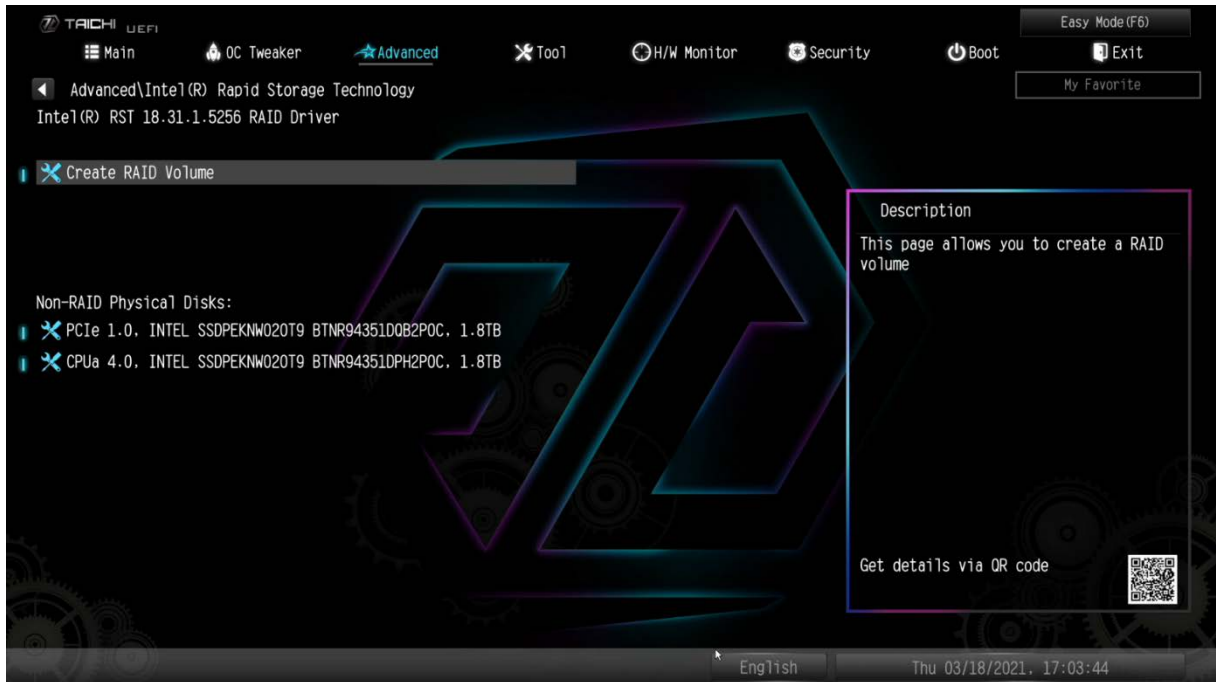 TAICHI UEFI
Easy Mode(F6)
Main OC Tweaker Advanced Tool H/W Monitor Security Boot Exit
Advanced\Intel(R) Rapid Storage Technology
My Favorite
Intel(R) RST 18.31.1.5256 RAID Driver
Create RAID Volume
Description
This page allows you to create a RAID
volume
Non-RAID Physical Disks:
PCIe 1.0, INTEL SSDPEKNW020T9 BTNR94351DQB2P0C, 1.8TB
CPUa 4.0, INTEL SSDPEKNW020T9 BTNR94351DPH2P0C, 1.8TB
Get details via QR code
English
Thu 03/18/2021, 17:03:44